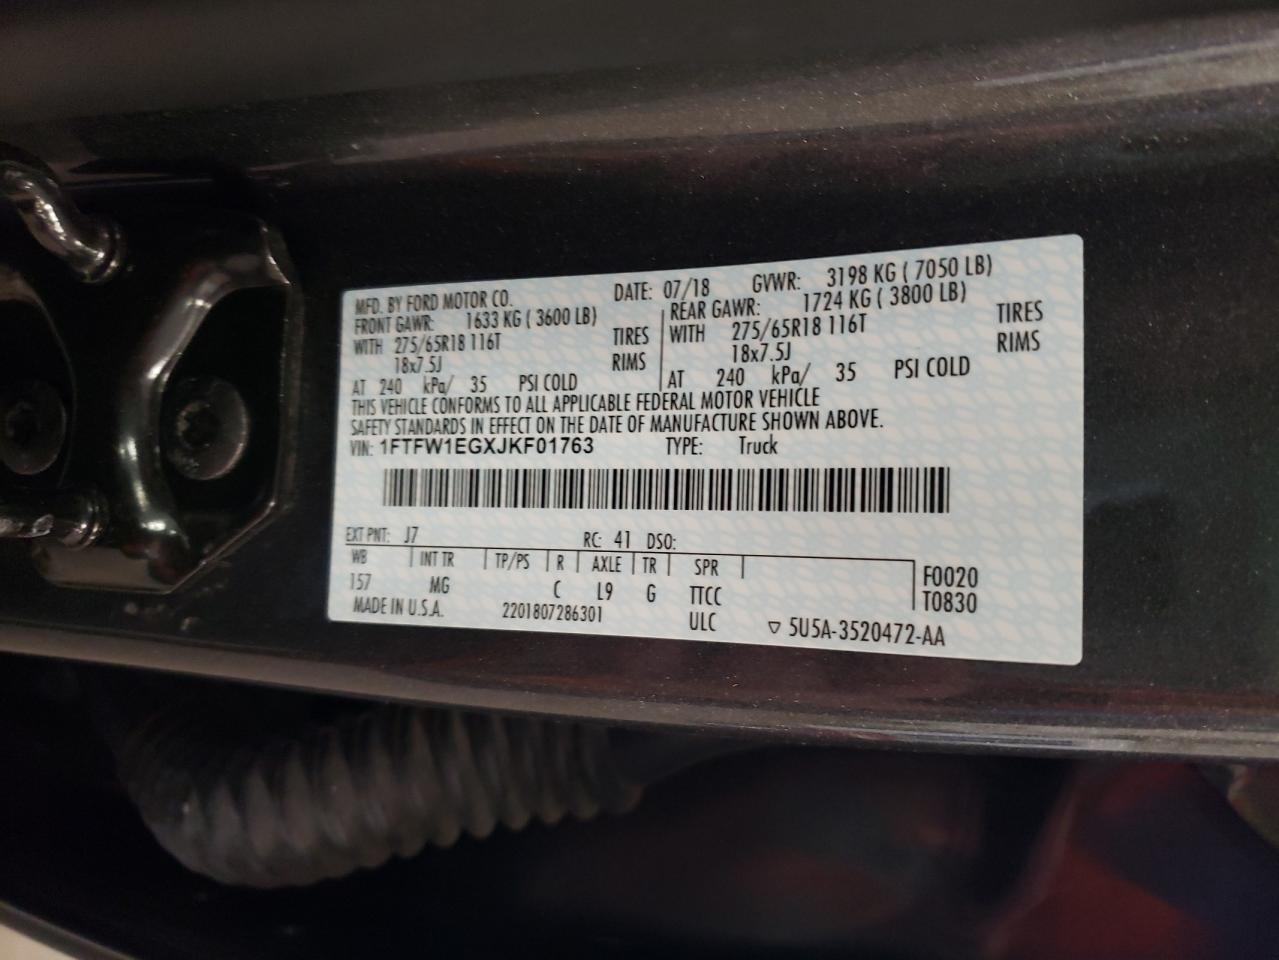 MFD. BY FORD MOTOR CO. DATE: 07/18 GVWR: 3198 KG ( 7050 LB)
FRONT GAWR: 1633 KG ( 3600 LB) REAR GAWR: 1724 KG ( 3800 LB)
WITH 275/65R18 116T TIRES WITH 275/65R18 116T TIRES
18x7.5J RIMS 18x7.5J RIMS
AT 240 kPa/ 35 PSI COLD AT 240 kPa/ 35 PSI COLD
THIS VEHICLE CONFORMS TO ALL APPLICABLE FEDERAL MOTOR VEHICLE
SAFETY STANDARDS IN EFFECT ON THE DATE OF MANUFACTURE SHOWN ABOVE.
VIN: 1FTFW1EGXJKF01763 TYPE: Truck
EXT PNT: J7 RC: 41 DSO:
WB INT TR TP/PS R AXLE TR SPR F0020
157 MG C L9 G TTCC T0830
MADE IN U.S.A. 2201807286301 ULC ▽ 5U5A-3520472-AA